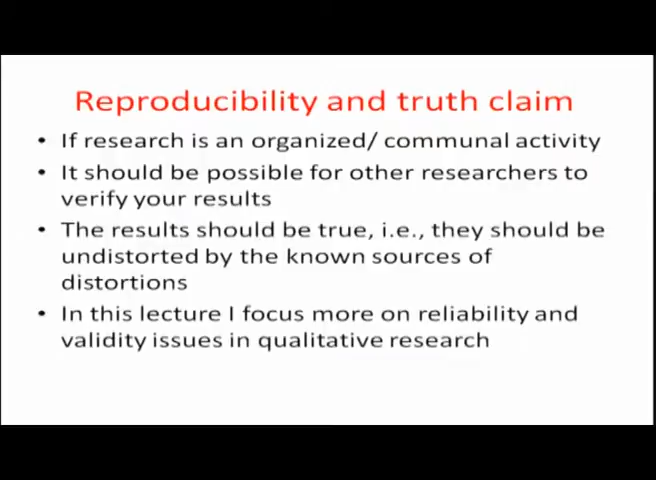 Reproducibility and truth claim
• If research is an organized/ communal activity
• It should be possible for other researchers to
verify your results
• The results should be true, i.e., they should be
undistorted by the known sources of
distortions
• In this lecture I focus more on reliability and
validity issues in qualitative research